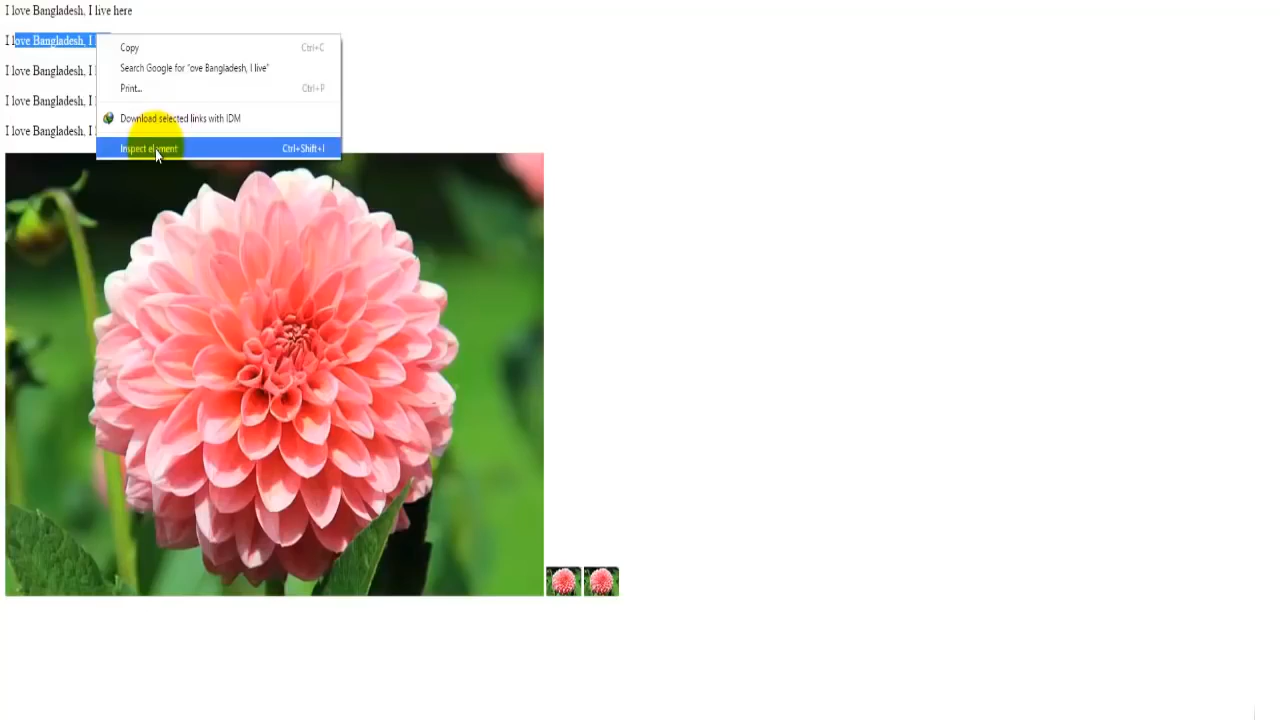 I love Bangladesh, I live here
I love Bangladesh, I
Copy Ctrl+C
Search Google for "ove Bangladesh, I live"
I love Bangladesh, I
Print... Ctrl+P
I love Bangladesh, I
Download selected links with IDM
I love Bangladesh, I
Inspect element Ctrl+Shift+I